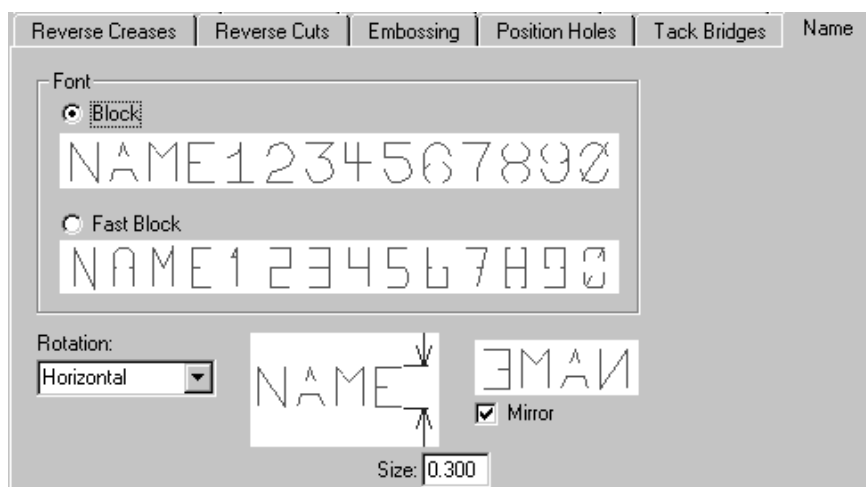 Reverse Creases Reverse Cuts Embossing Position Holes Tack Bridges Name
Font
Block
NAME1234567890
Fast Block
NAME1234567890
Rotation:
Horizontal
NAME
NAME
Mirror
Size: 0.300